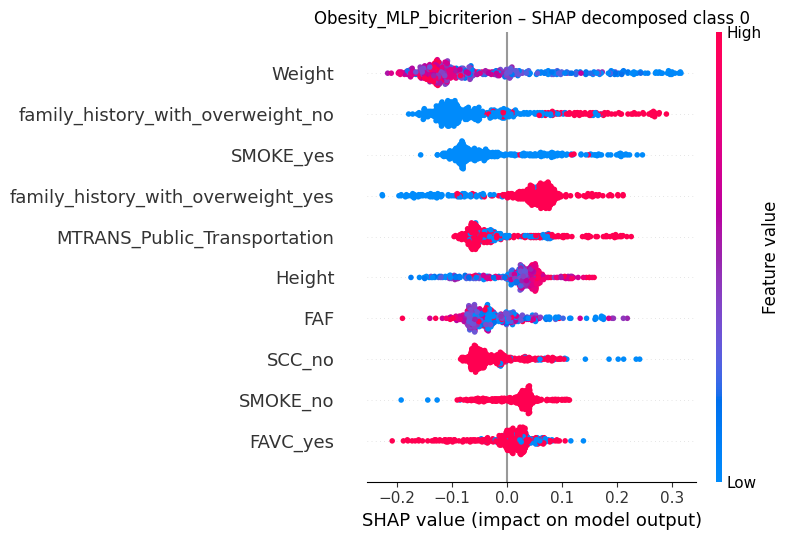 Obesity_MLP_bicriterion – SHAP decomposed class 0
High
Weight
family_history_with_overweight_no
SMOKE_yes
family_history_with_overweight_yes
MTRANS_Public_Transportation
Height
FAF
SCC_no
SMOKE_no
FAVC_yes
Feature value
Low
−0.2 −0.1 0.0 0.1 0.2 0.3
SHAP value (impact on model output)